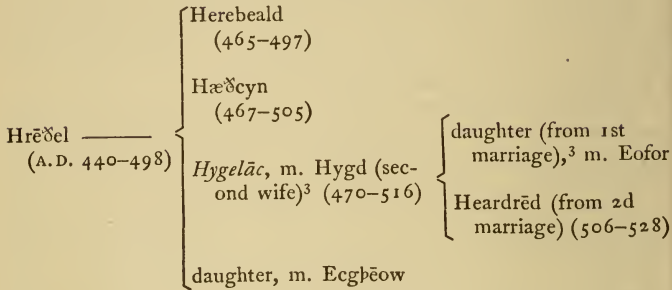 Herebeald
(465–497)
Hæðcyn
(467–505)
Hrēðel ——
(A.D. 440–498)
Hygelāc, m. Hygd (sec-
ond wife)³ (470–516)
daughter (from 1st
marriage),³ m. Eofor
Heardrēd (from 2d
marriage) (506–528)
daughter, m. Ecgþēow